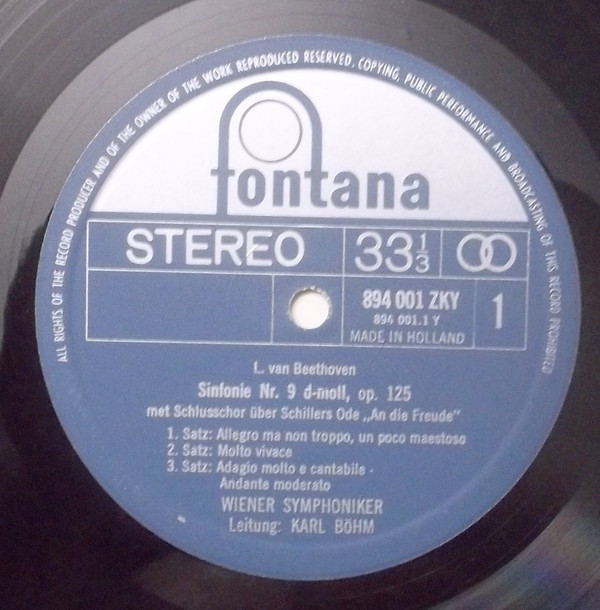 ALL RIGHTS OF THE RECORD PRODUCER AND OF THE OWNER OF THE WORK REPRODUCED RESERVED. COPYING, PUBLIC PERFORMANCE AND BROADCASTING OF THIS RECORD PROHIBITED
fontana
STEREO 33 1/3
894 001 ZKY 1
894 001.1 Y
MADE IN HOLLAND
L. van Beethoven
Sinfonie Nr. 9 d-moll, op. 125
met Schlusschor über Schillers Ode „An die Freude"
1. Satz: Allegro ma non troppo, un poco maestoso
2. Satz: Molto vivace
3. Satz: Adagio molto e cantabile -
Andante moderato
WIENER SYMPHONIKER
Leitung: KARL BÖHM